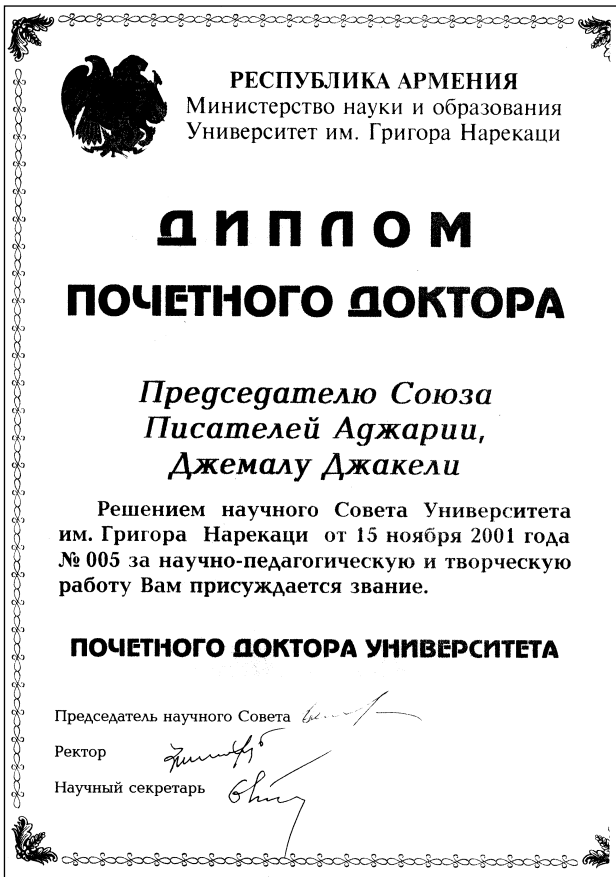 РЕСПУБЛИКА АРМЕНИЯ
Министерство науки и образования
Университет им. Григора Нарекаци
ДИПЛОМ
ПОЧЕТНОГО ДОКТОРА
Председателю Союза
Писателей Аджарии,
Джемалу Джакели
Решением научного Совета Университета
им. Григора Нарекаци от 15 ноября 2001 года
№ 005 за научно-педагогическую и творческую
работу Вам присуждается звание.
ПОЧЕТНОГО ДОКТОРА УНИВЕРСИТЕТА
Председатель научного Совета
Ректор
Научный секретарь